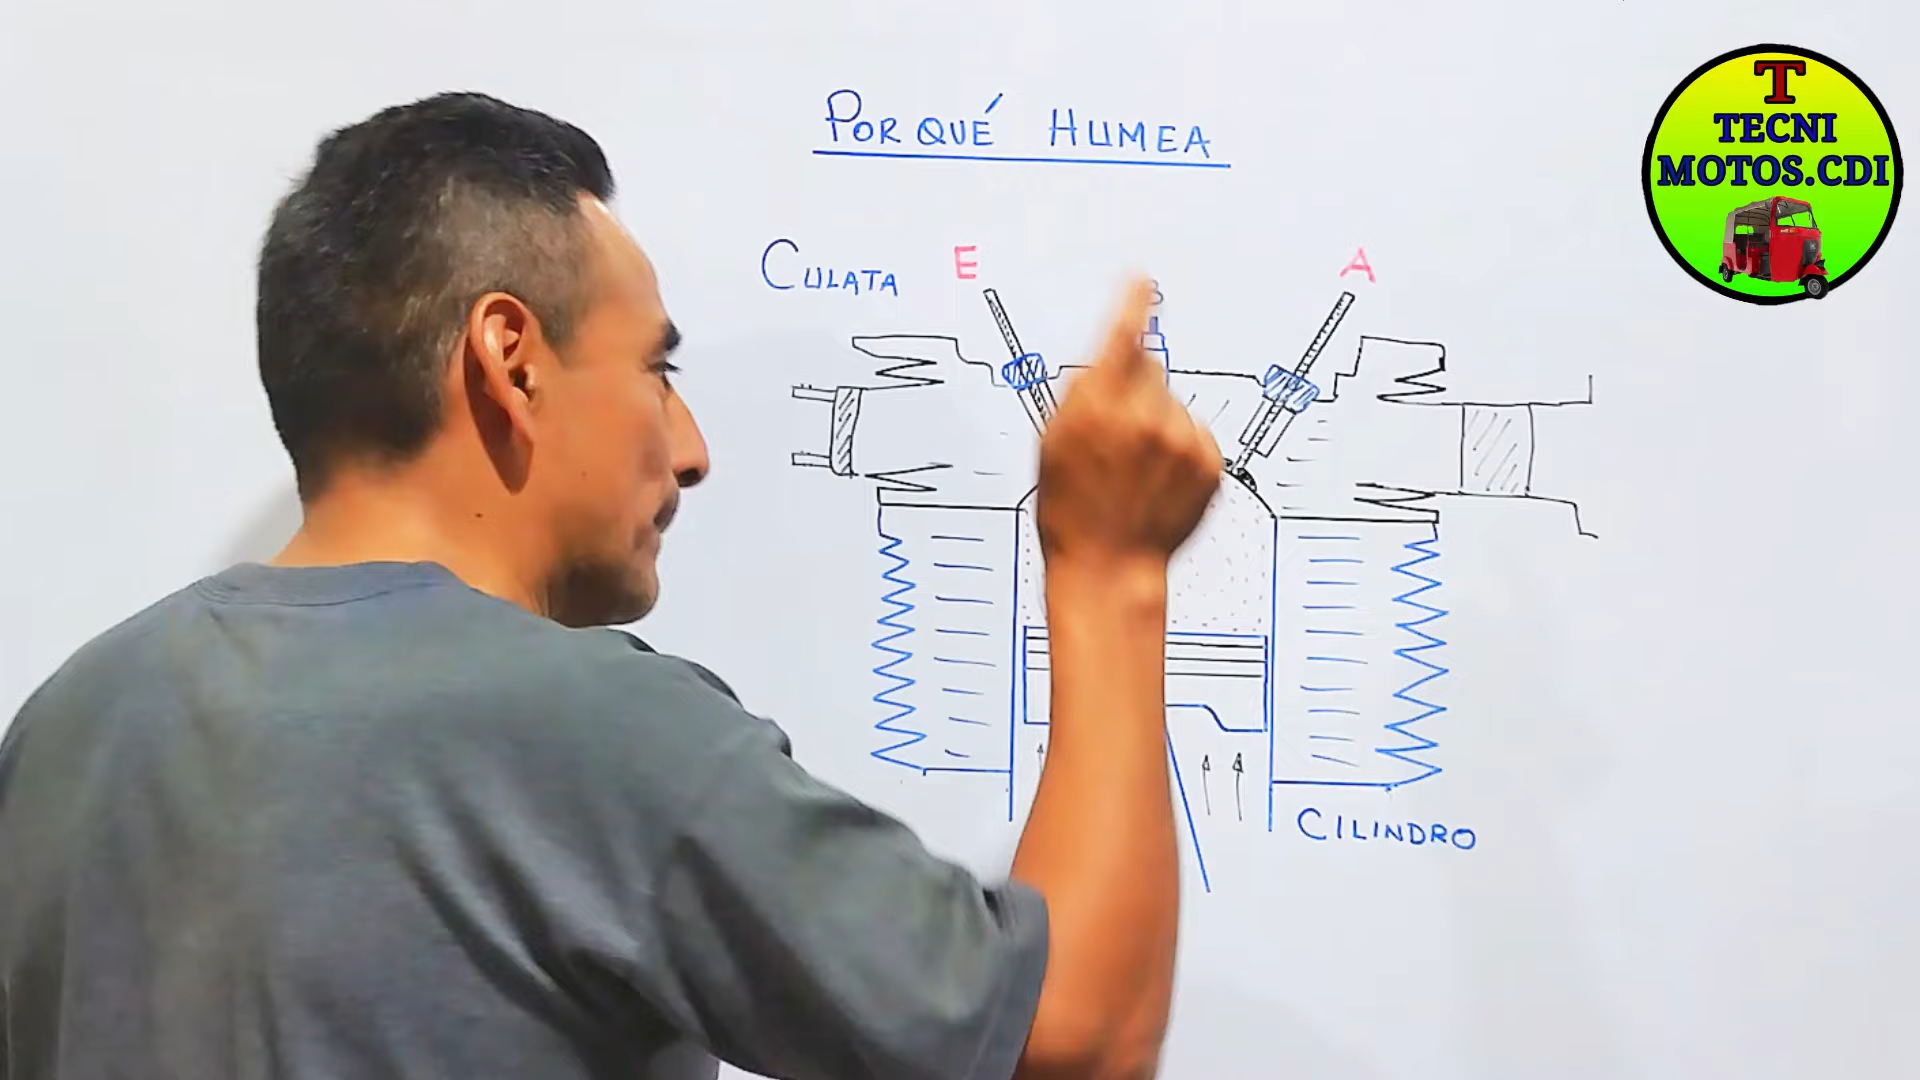 POR QUÉ HUMEA
CULATA
E
A
CILINDRO
T
TECNI
MOTOS.CDI